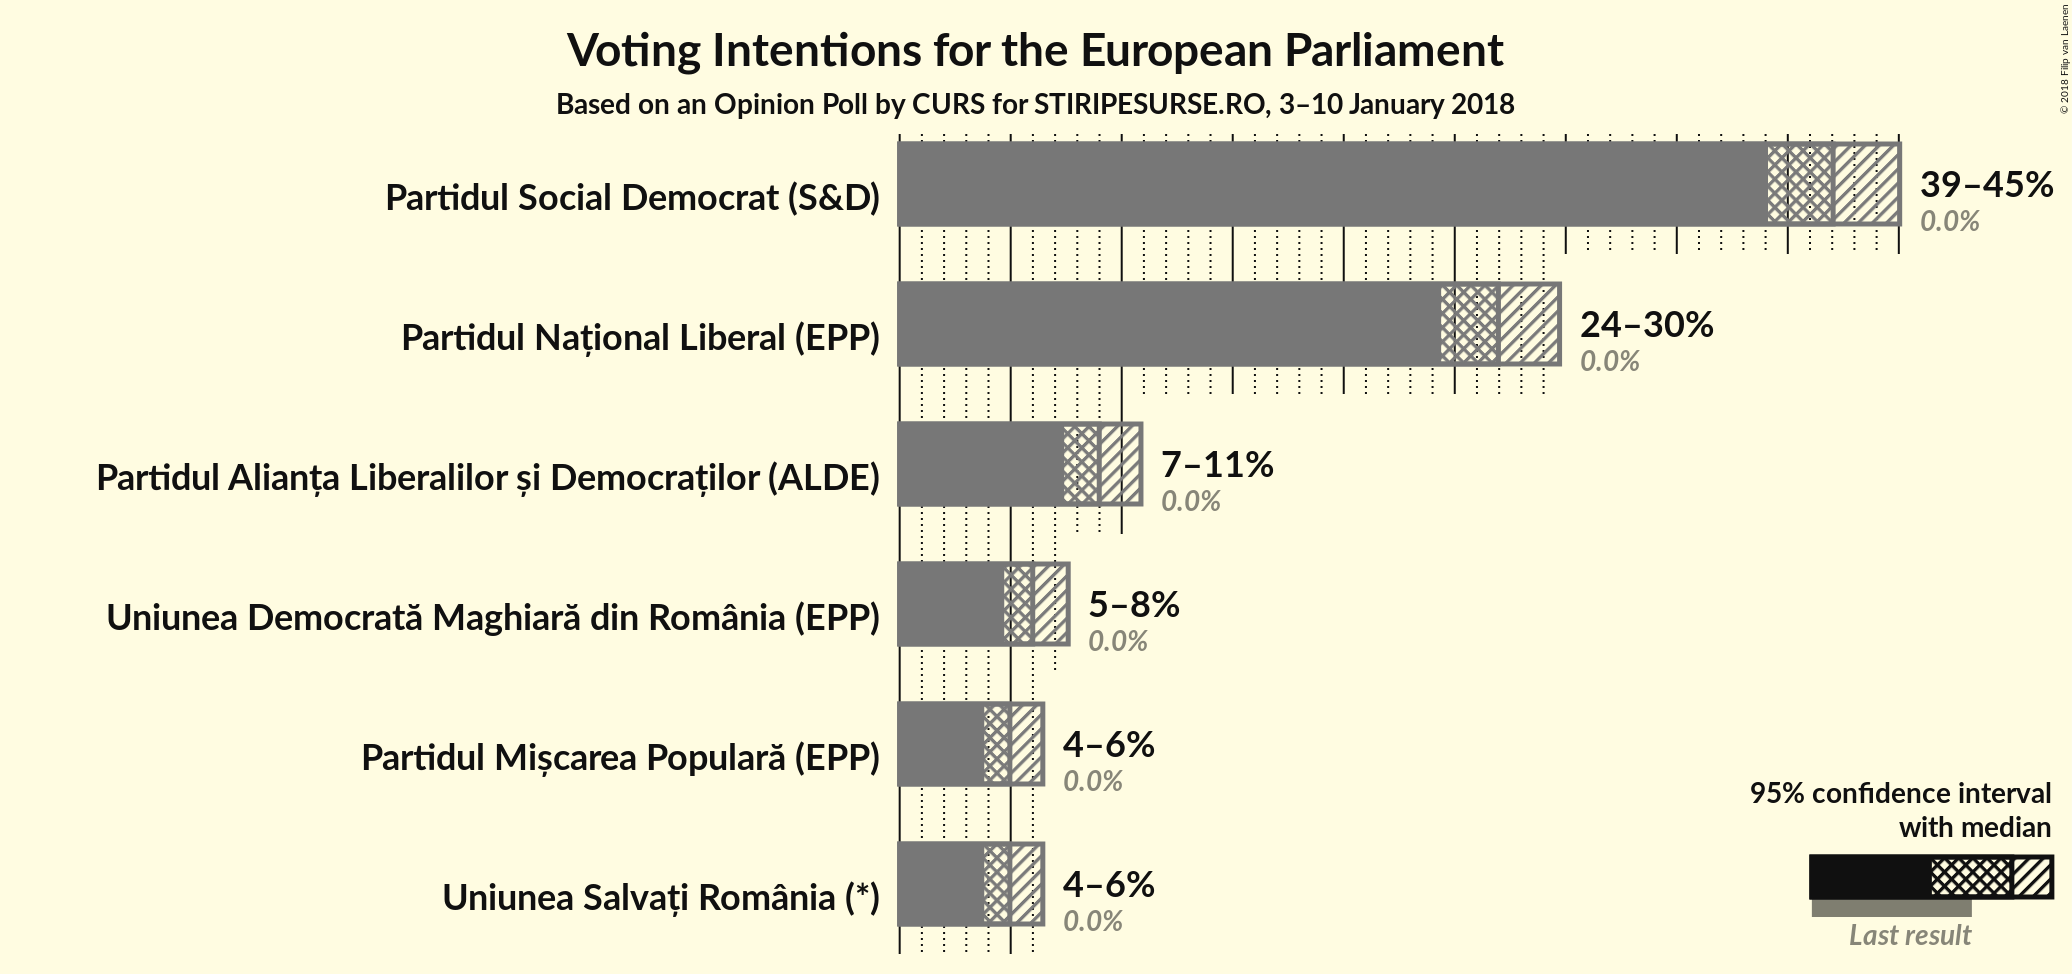 Voting Intentions for the European Parliament
Based on an Opinion Poll by CURS for STIRIPESURSE.RO, 3–10 January 2018
© 2018 Filip van Laenen
Partidul Social Democrat (S&D)
39–45%
0.0%
Partidul Național Liberal (EPP)
24–30%
0.0%
Partidul Alianța Liberalilor și Democraților (ALDE)
7–11%
0.0%
Uniunea Democrată Maghiară din România (EPP)
5–8%
0.0%
Partidul Mișcarea Populară (EPP)
4–6%
0.0%
Uniunea Salvați România (*)
4–6%
0.0%
95% confidence interval
with median
Last result